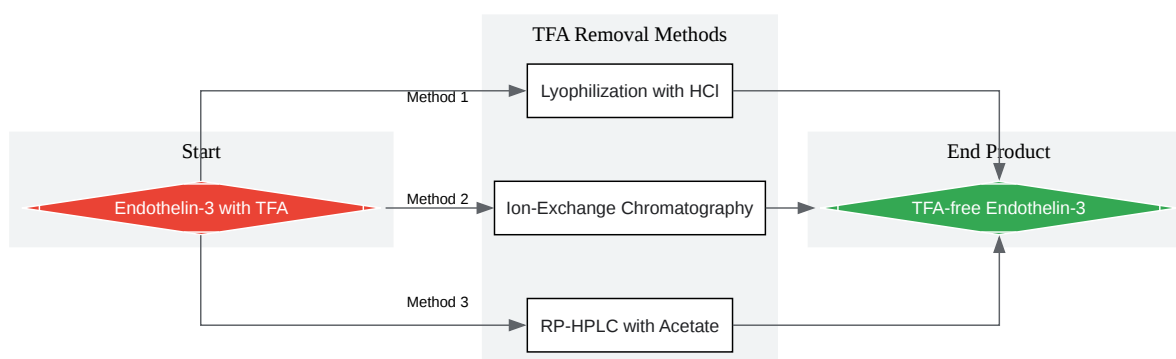 TFA Removal Methods
Lyophilization with HCl
Method 1
Start
End Product
Endothelin-3 with TFA
Method 2
Ion-Exchange Chromatography
TFA-free Endothelin-3
Method 3
RP-HPLC with Acetate